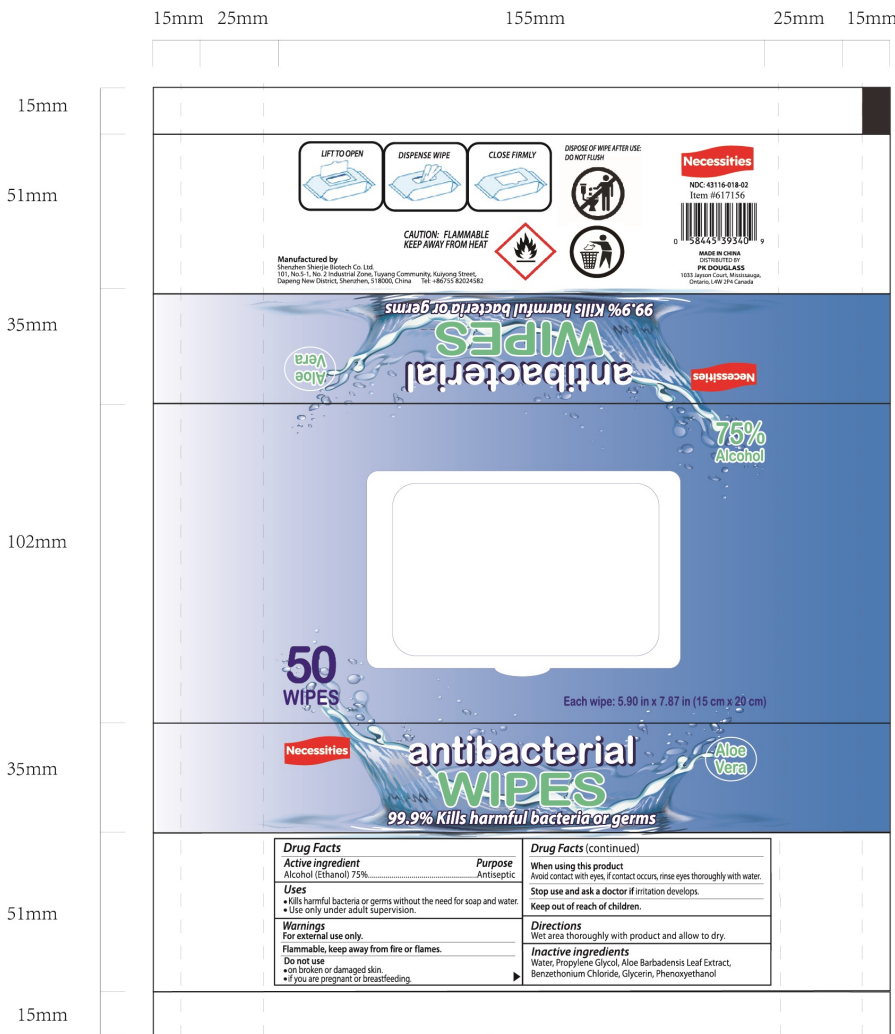 15mm 25mm 155mm 25mm 15mm
15mm
51mm
35mm
102mm
35mm
51mm
15mm
LIFT TO OPEN
DISPENSE WIPE
CLOSE FIRMLY
DISPOSE OF WIPE AFTER USE:
DO NOT FLUSH
CAUTION: FLAMMABLE
KEEP AWAY FROM HEAT
Manufactured by
Shenzhen Shierjie Biotech Co. Ltd.
101, No.5-1, No. 2 Industrial Zone, Tuyang Community, Kuiyong Street,
Dapeng New District, Shenzhen, 518000, China Tel: +86755 82024582
Necessities
NDC: 43116-018-02
Item #617156
0 58445 39340 9
MADE IN CHINA
DISTRIBUTED BY
PK DOUGLASS
1033 Jayson Court, Mississauga,
Ontario, L4W 2P4 Canada
Necessities
antibacterial
WIPES
99.9% Kills harmful bacteria or germs
Aloe
Vera
75%
Alcohol
50
WIPES
Each wipe: 5.90 in x 7.87 in (15 cm x 20 cm)
Necessities
antibacterial
WIPES
99.9% Kills harmful bacteria or germs
Aloe
Vera
Drug Facts
Active ingredient Purpose
Alcohol (Ethanol) 75%..................................................Antiseptic
Uses
•Kills harmful bacteria or germs without the need for soap and water.
• Use only under adult supervision.
Warnings
For external use only.
Flammable, keep away from fire or flames.
Do not use
•on broken or damaged skin.
•if you are pregnant or breastfeeding.
Drug Facts (continued)
When using this product
Avoid contact with eyes, if contact occurs, rinse eyes thoroughly with water.
Stop use and ask a doctor if irritation develops.
Keep out of reach of children.
Directions
Wet area thoroughly with product and allow to dry.
Inactive ingredients
Water, Propylene Glycol, Aloe Barbadensis Leaf Extract,
Benzethonium Chloride, Glycerin, Phenoxyethanol